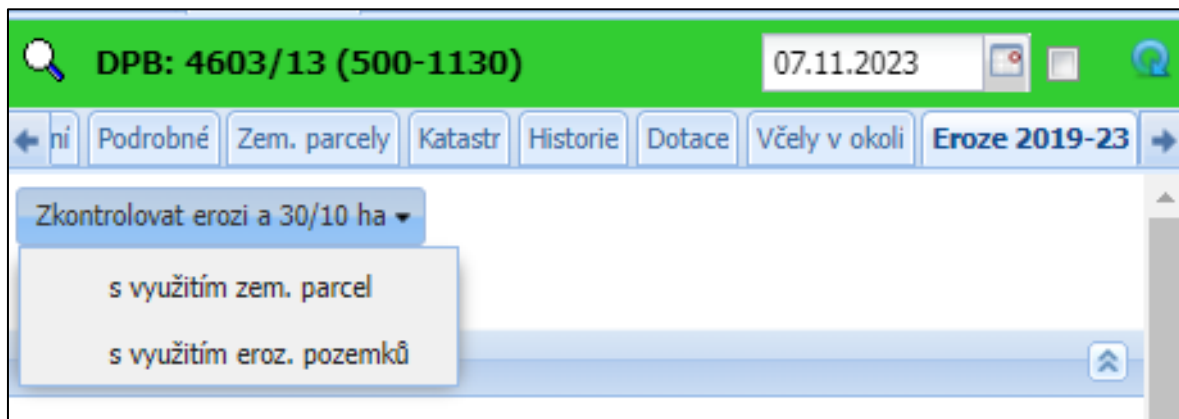 DPB: 4603/13 (500-1130) 07.11.2023
ní Podrobné Zem. parcely Katastr Historie Dotace Včely v okoli Eroze 2019-23
Zkontrolovat erozi a 30/10 ha
s využitím zem. parcel
s využitím eroz. pozemků